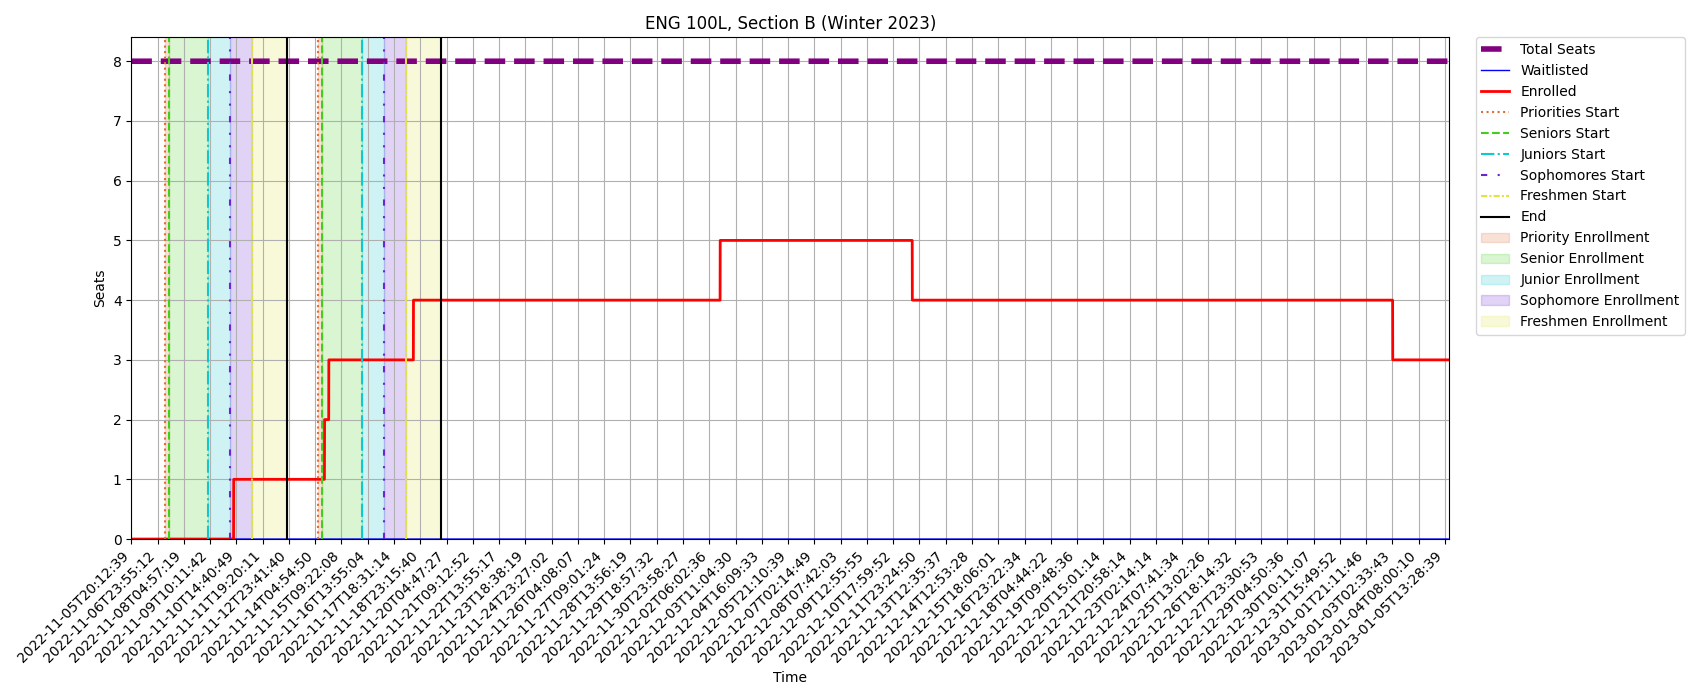 ENG 100L, Section B (Winter 2023)
Total Seats
Waitlisted
Enrolled
Priorities Start
Seniors Start
Juniors Start
Sophomores Start
Freshmen Start
End
Priority Enrollment
Senior Enrollment
Junior Enrollment
Sophomore Enrollment
Freshmen Enrollment
Seats
8
7
6
5
4
3
2
1
0
2022-11-05T20:12:39
2022-11-06T23:55:12
2022-11-08T04:57:19
2022-11-09T10:11:42
2022-11-10T14:40:49
2022-11-11T19:20:11
2022-11-12T23:41:40
2022-11-14T04:54:50
2022-11-15T09:22:08
2022-11-16T13:55:04
2022-11-17T18:31:14
2022-11-18T23:15:40
2022-11-20T04:47:27
2022-11-21T09:12:52
2022-11-22T13:55:17
2022-11-23T18:38:19
2022-11-24T23:27:02
2022-11-26T04:08:07
2022-11-27T09:01:24
2022-11-28T13:56:19
2022-11-29T18:57:32
2022-11-30T23:58:27
2022-12-02T06:02:36
2022-12-03T11:04:30
2022-12-04T16:09:33
2022-12-05T21:10:39
2022-12-07T02:14:49
2022-12-08T07:42:03
2022-12-09T12:55:55
2022-12-10T17:59:52
2022-12-11T23:24:50
2022-12-13T12:35:37
2022-12-14T12:53:28
2022-12-15T18:06:01
2022-12-16T23:22:34
2022-12-18T04:44:22
2022-12-19T09:48:36
2022-12-20T15:01:14
2022-12-21T20:58:14
2022-12-23T02:14:14
2022-12-24T07:41:34
2022-12-25T13:02:26
2022-12-26T18:14:32
2022-12-27T23:30:53
2022-12-29T04:50:36
2022-12-30T10:11:07
2022-12-31T15:49:52
2023-01-01T21:11:46
2023-01-03T02:33:43
2023-01-04T08:00:10
2023-01-05T13:28:39
Time